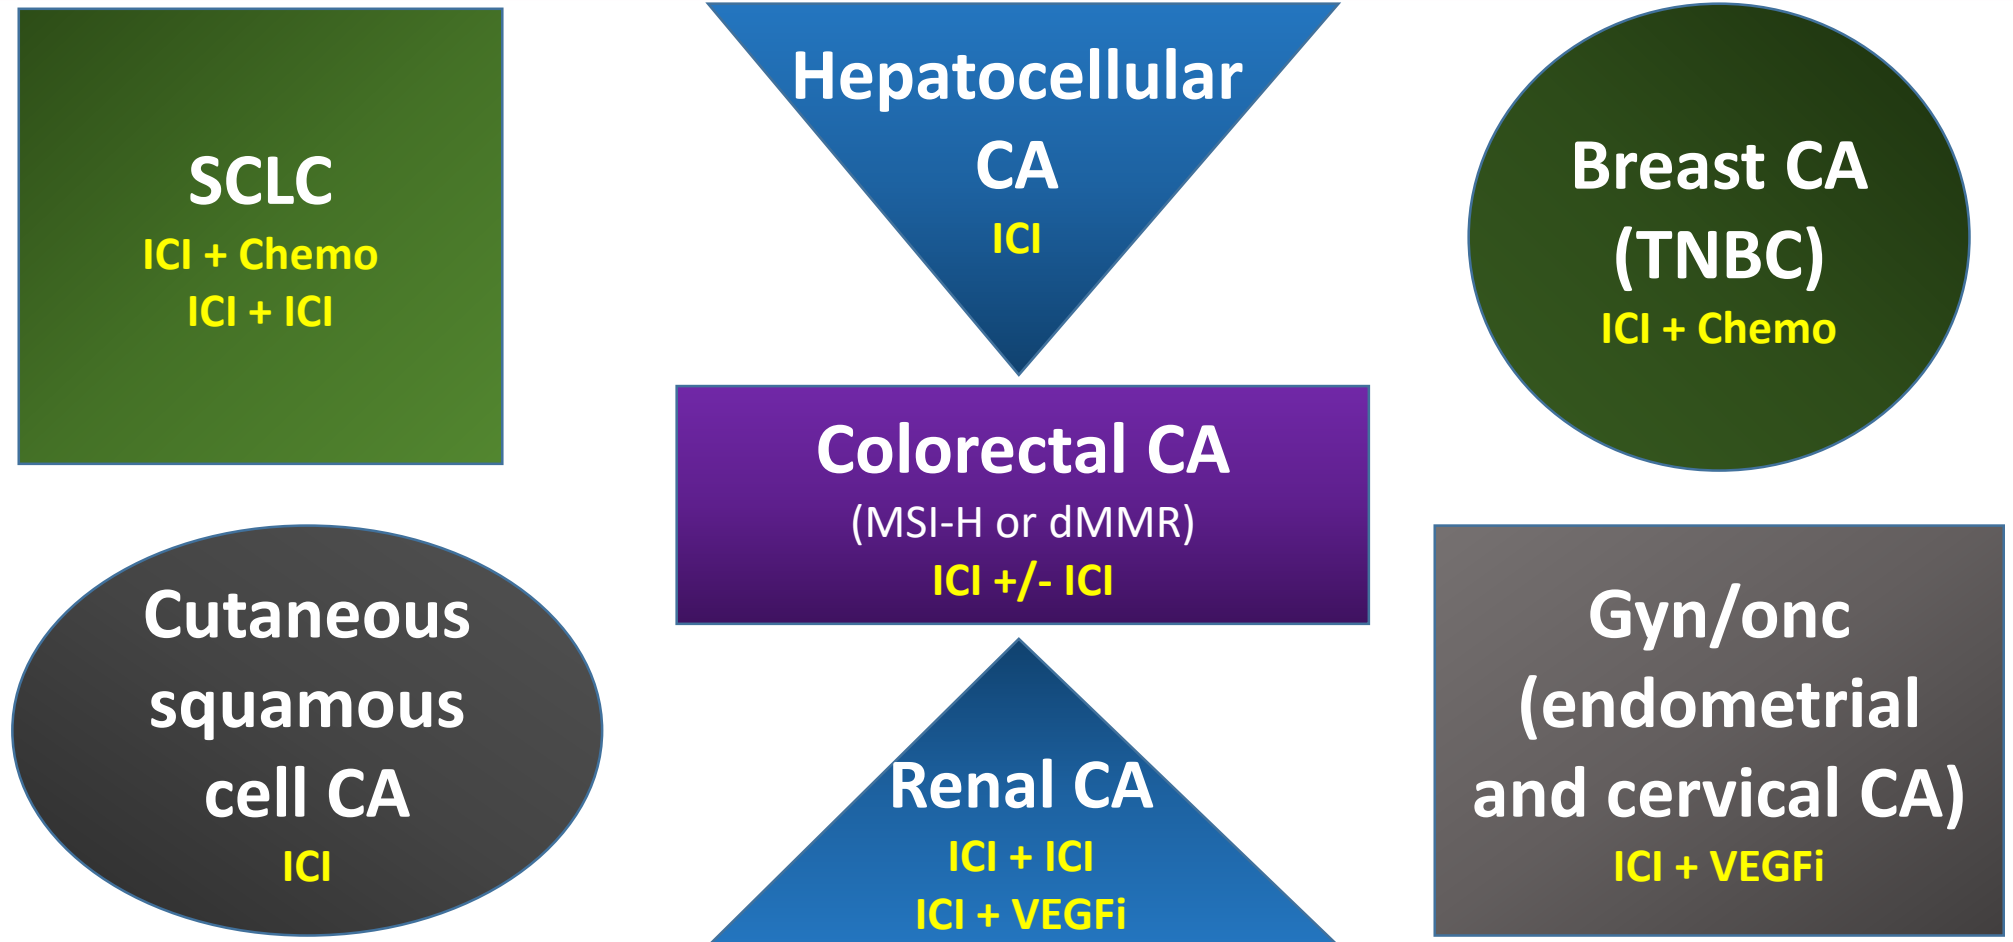 SCLC
ICI + Chemo
ICI + ICI
Hepatocellular
CA
ICI
Breast CA
(TNBC)
ICI + Chemo
Colorectal CA
(MSI-H or dMMR)
ICI +/- ICI
Cutaneous
squamous
cell CA
ICI
Renal CA
ICI + ICI
ICI + VEGFi
Gyn/onc
(endometrial
and cervical CA)
ICI + VEGFi